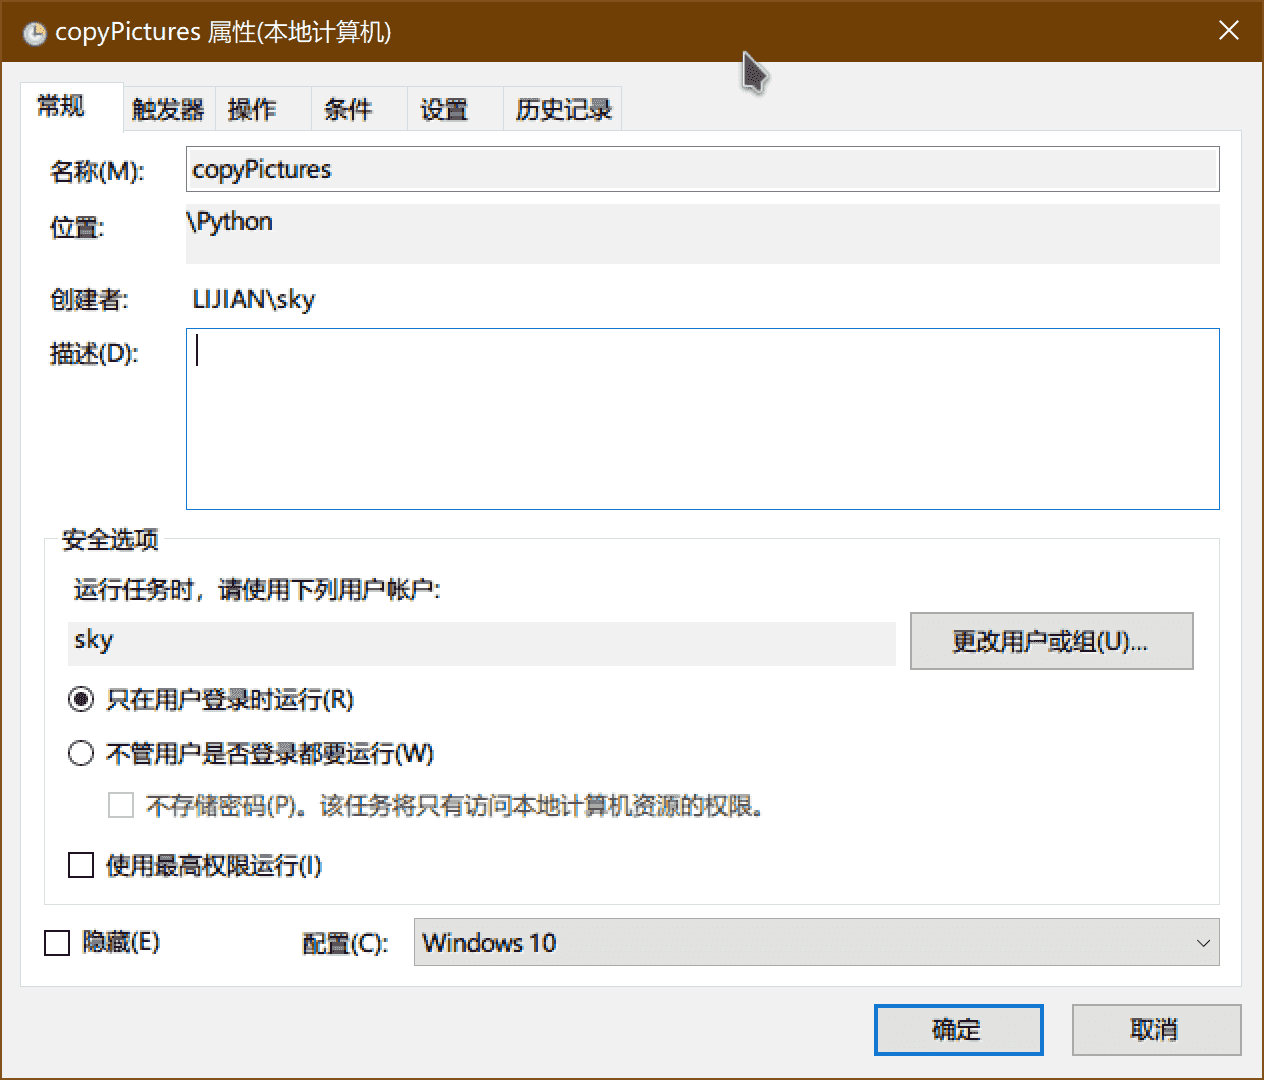 copyPictures 属性(本地计算机)
常规 触发器 操作 条件 设置 历史记录
名称(M): copyPictures
位置: \Python
创建者: LIJIAN\sky
描述(D):
安全选项
运行任务时，请使用下列用户帐户:
sky 更改用户或组(U)...
只在用户登录时运行(R)
不管用户是否登录都要运行(W)
不存储密码(P)。该任务将只有访问本地计算机资源的权限。
使用最高权限运行(I)
隐藏(E) 配置(C): Windows 10
确定 取消